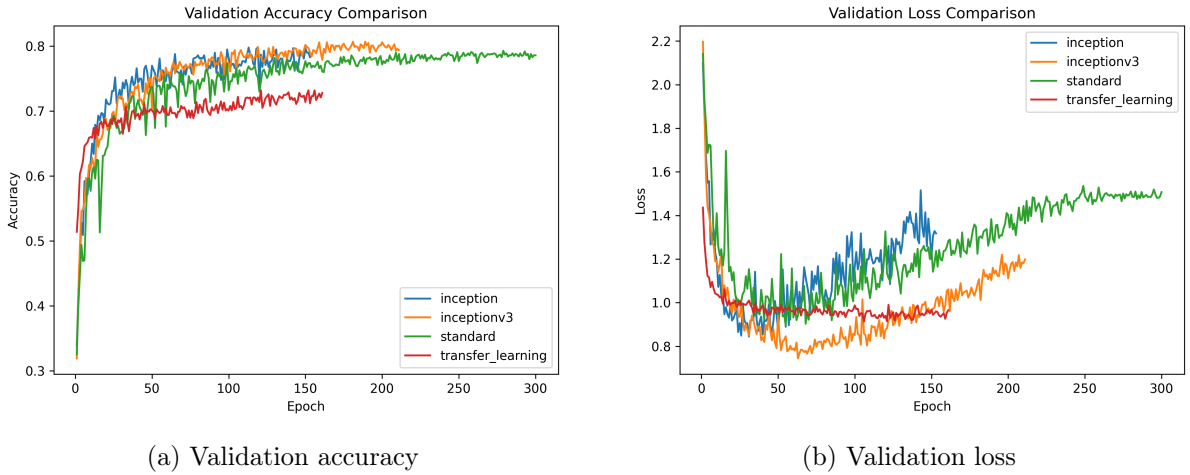 Validation Accuracy Comparison
Accuracy
0.8
0.7
0.6
0.5
0.4
0.3
0
50
100
150
200
250
300
Epoch
inception
inceptionv3
standard
transfer_learning
(a) Validation accuracy
Validation Loss Comparison
Loss
2.2
2.0
1.8
1.6
1.4
1.2
1.0
0.8
0
50
100
150
200
250
300
Epoch
inception
inceptionv3
standard
transfer_learning
(b) Validation loss